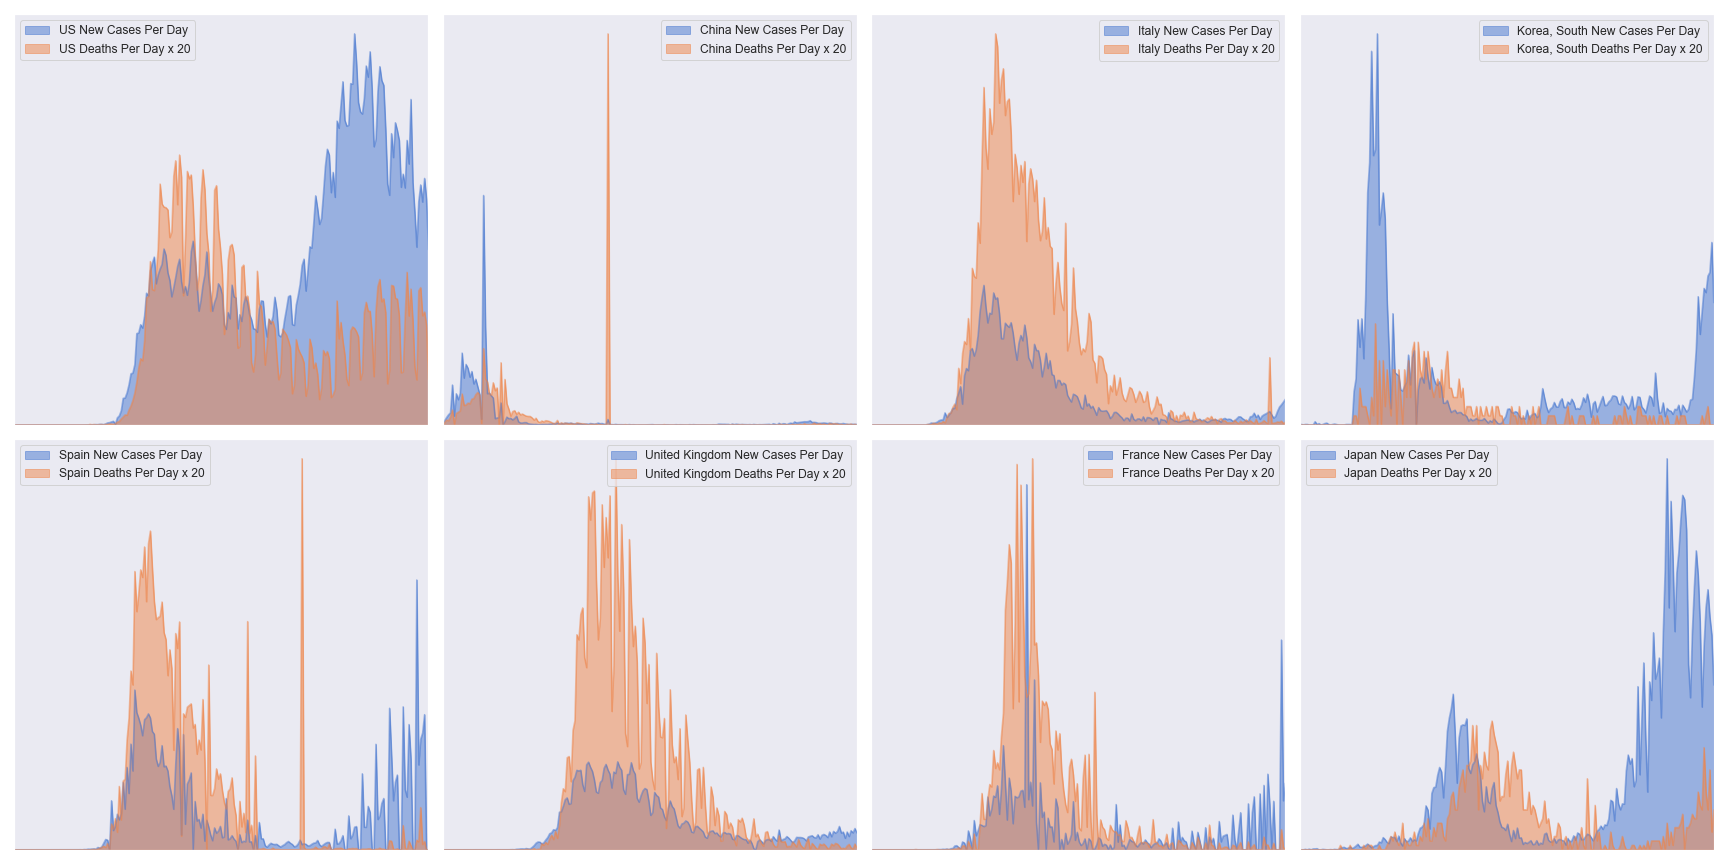 US New Cases Per Day
US Deaths Per Day x 20
China New Cases Per Day
China Deaths Per Day x 20
Italy New Cases Per Day
Italy Deaths Per Day x 20
Korea, South New Cases Per Day
Korea, South Deaths Per Day x 20
Spain New Cases Per Day
Spain Deaths Per Day x 20
United Kingdom New Cases Per Day
United Kingdom Deaths Per Day x 20
France New Cases Per Day
France Deaths Per Day x 20
Japan New Cases Per Day
Japan Deaths Per Day x 20